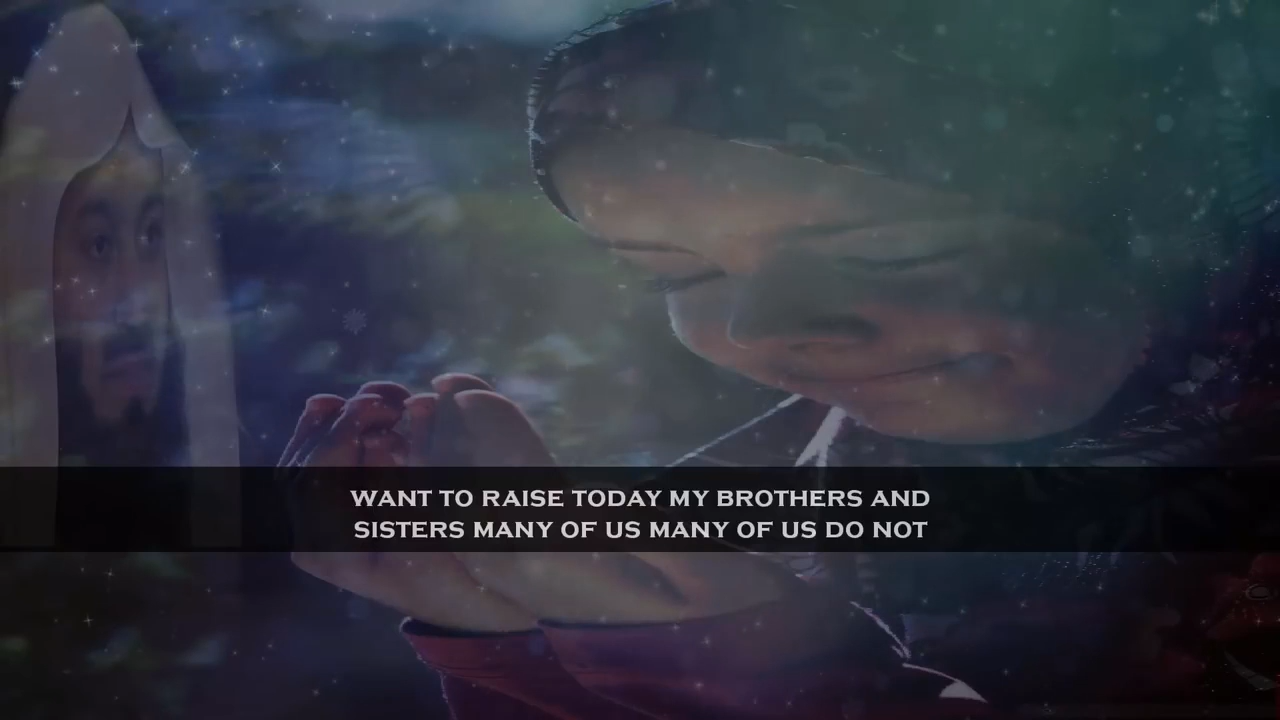 WANT TO RAISE TODAY MY BROTHERS AND
SISTERS MANY OF US MANY OF US DO NOT